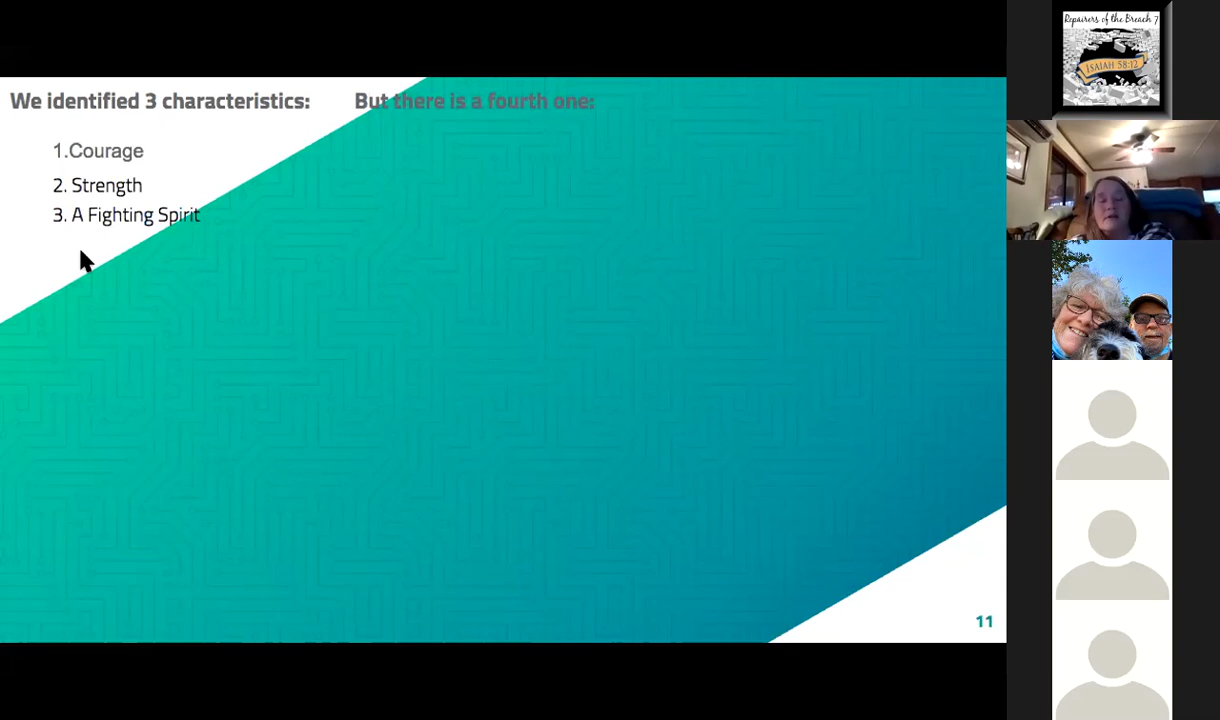 We identified 3 characteristics:
But there is a fourth one:
1.Courage
2. Strength
3. A Fighting Spirit
11
Repairers of the Breach 7
ISAIAH 58:12